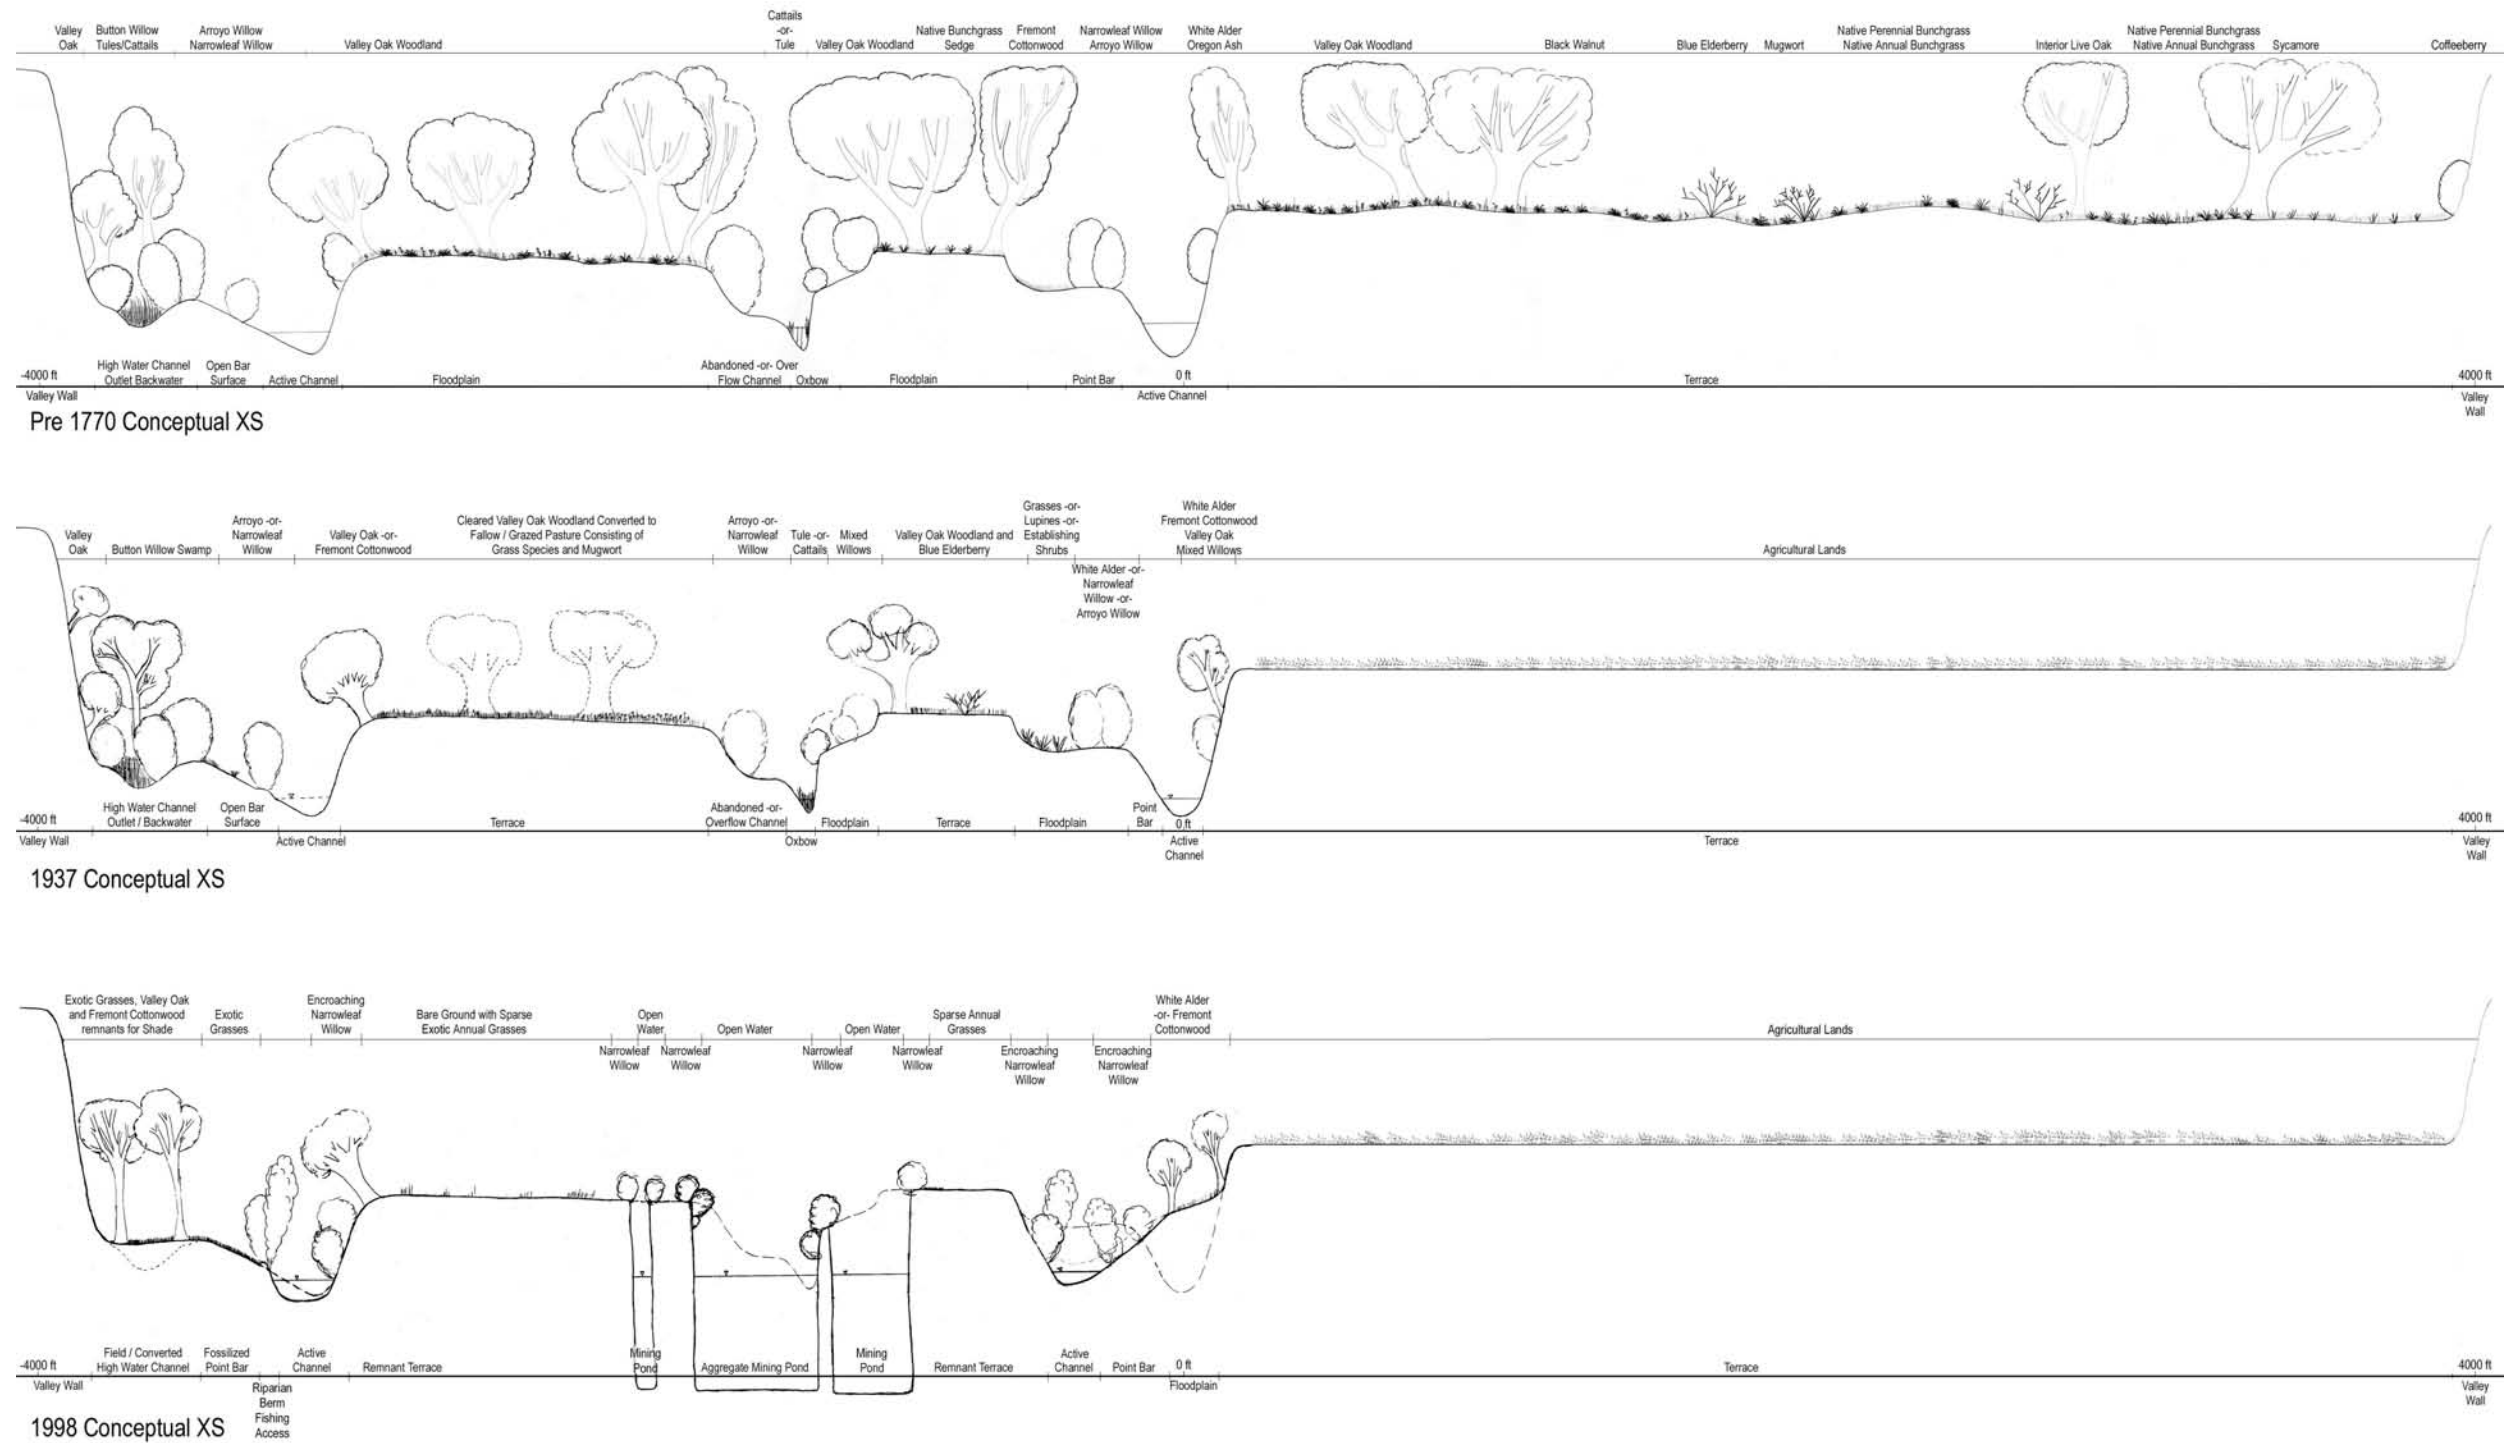 Valley
Oak
Button Willow
Tules/Cattails
Arroyo Willow
Narrowleaf Willow
Valley Oak Woodland
Cattails
-or-
Tule
Valley Oak Woodland
Native Bunchgrass
Sedge
Fremont
Cottonwood
Narrowleaf Willow
Arroyo Willow
White Alder
Oregon Ash
Valley Oak Woodland
Black Walnut
Blue Elderberry
Mugwort
Native Perennial Bunchgrass
Native Annual Bunchgrass
Interior Live Oak
Native Perennial Bunchgrass
Native Annual Bunchgrass
Sycamore
Coffeeberry
-4000 ft
Valley Wall
High Water Channel
Outlet Backwater
Open Bar
Surface
Active Channel
Floodplain
Abandoned -or- Over
Flow Channel
Oxbow
Floodplain
Point Bar
0 ft
Active Channel
Terrace
4000 ft
Valley
Wall
Pre 1770 Conceptual XS
Valley
Oak
Button Willow Swamp
Arroyo -or-
Narrowleaf
Willow
Valley Oak -or-
Fremont Cottonwood
Cleared Valley Oak Woodland Converted to
Fallow / Grazed Pasture Consisting of
Grass Species and Mugwort
Arroyo -or-
Narrowleaf
Willow
Tule -or-
Cattails
Mixed
Willows
Valley Oak Woodland and
Blue Elderberry
Grasses -or-
Lupines -or-
Establishing
Shrubs
White Alder -or-
Narrowleaf
Willow -or-
Arroyo Willow
White Alder
Fremont Cottonwood
Valley Oak
Mixed Willows
Agricultural Lands
-4000 ft
Valley Wall
High Water Channel
Outlet / Backwater
Open Bar
Surface
Active Channel
Terrace
Abandoned -or-
Overflow Channel
Oxbow
Floodplain
Terrace
Floodplain
Point
Bar
0 ft
Active
Channel
Terrace
4000 ft
Valley
Wall
1937 Conceptual XS
Exotic Grasses, Valley Oak
and Fremont Cottonwood
remnants for Shade
Exotic
Grasses
Encroaching
Narrowleaf
Willow
Bare Ground with Sparse
Exotic Annual Grasses
Narrowleaf
Willow
Open
Water
Narrowleaf
Willow
Open Water
Narrowleaf
Willow
Open Water
Narrowleaf
Willow
Sparse Annual
Grasses
Encroaching
Narrowleaf
Willow
Encroaching
Narrowleaf
Willow
White Alder
-or- Fremont
Cottonwood
Agricultural Lands
-4000 ft
Valley Wall
Field / Converted
High Water Channel
Fossilized
Point Bar
Riparian
Berm
Fishing
Access
Active
Channel
Remnant Terrace
Mining
Pond
Aggregate Mining Pond
Mining
Pond
Remnant Terrace
Active
Channel
Point Bar
0 ft
Floodplain
Terrace
4000 ft
Valley
Wall
1998 Conceptual XS